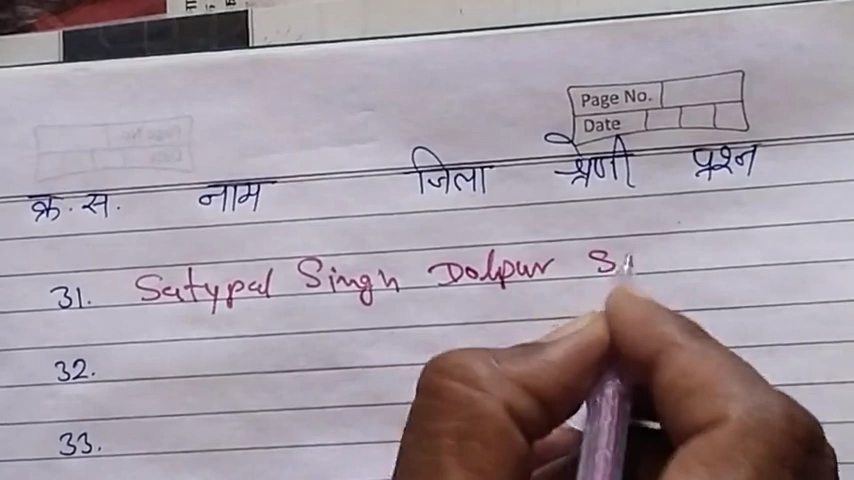 Page No.
Date
क्र.स. नाम जिला श्रेणी प्रश्न
31. Satypal Singh Dolpur S
32.
33.